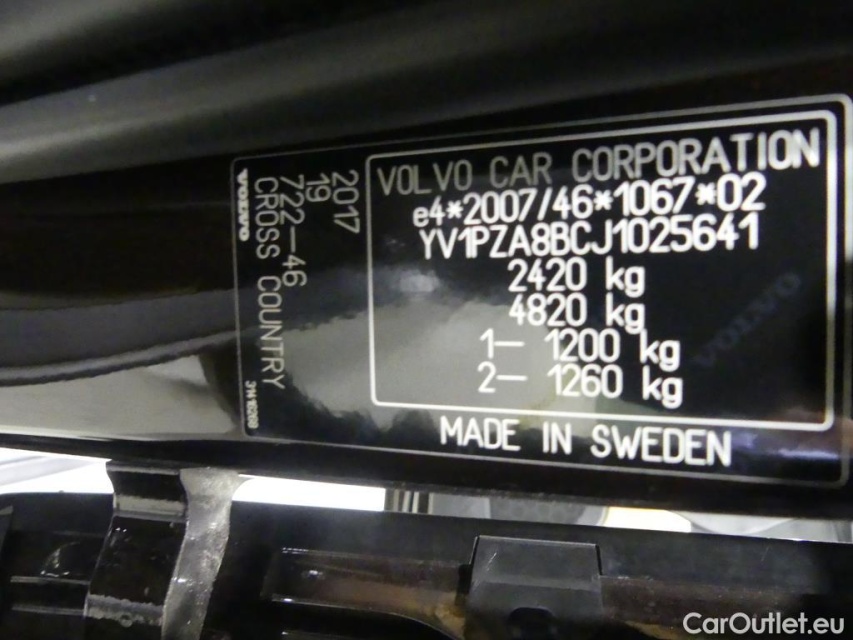 VOLVO CAR CORPORATION
e4*2007/46*1067*02
YV1PZA8BCJ1025641
2420 kg
4820 kg
1— 1200 kg
2— 1260 kg
MADE IN SWEDEN
2017
19
722—46
CROSS COUNTRY
VOLVO
VOLVO
CarOutlet.eu